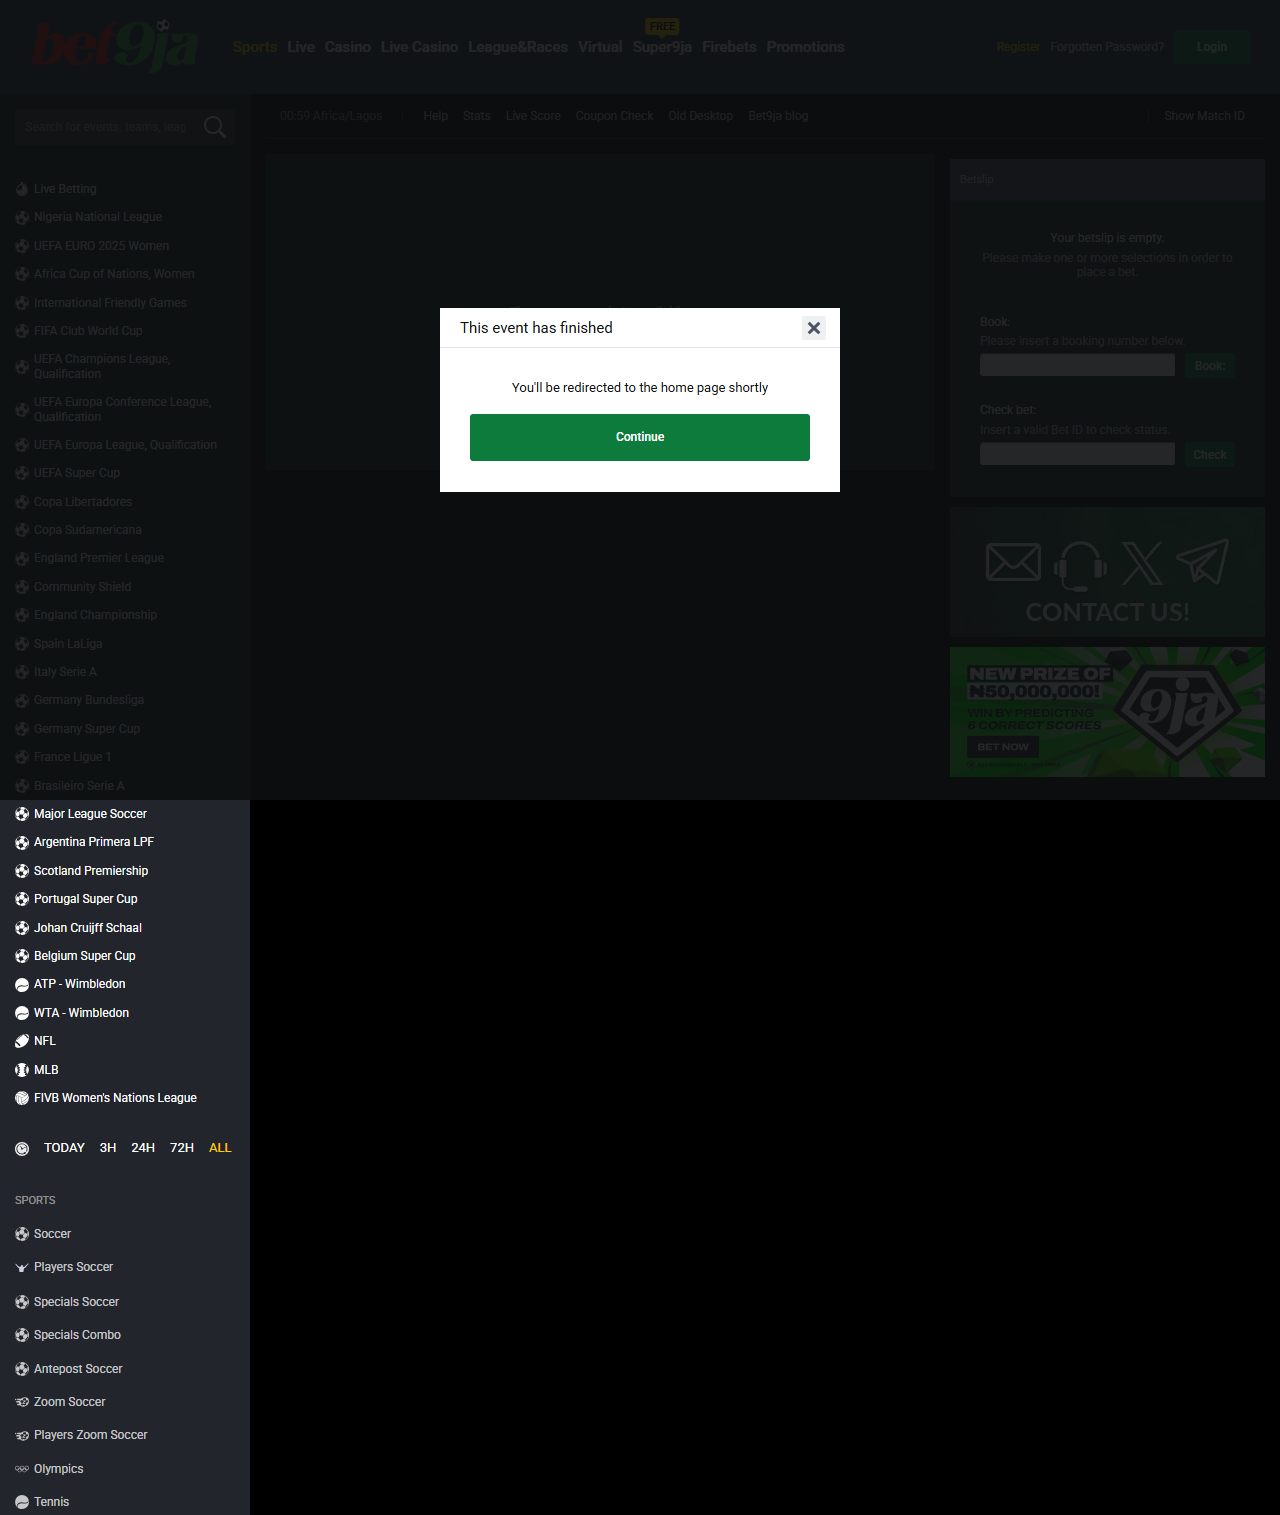 bet9ja
Sports Live Casino Live Casino League&Races Virtual Super9ja Firebets Promotions
FREE
Register Forgotten Password? Login
Search for events, teams, leag
00:59 Africa/Lagos Help Stats Live Score Coupon Check Old Desktop Bet9ja blog Show Match ID
Live Betting
Nigeria National League
UEFA EURO 2025 Women
Africa Cup of Nations, Women
International Friendly Games
FIFA Club World Cup
UEFA Champions League,
Qualification
UEFA Europa Conference League,
Qualification
UEFA Europa League, Qualification
UEFA Super Cup
Copa Libertadores
Copa Sudamericana
England Premier League
Community Shield
England Championship
Spain LaLiga
Italy Serie A
Germany Bundesliga
Germany Super Cup
France Ligue 1
Brasileiro Serie A
Major League Soccer
Argentina Primera LPF
Scotland Premiership
Portugal Super Cup
Johan Cruijff Schaal
Belgium Super Cup
ATP - Wimbledon
WTA - Wimbledon
NFL
MLB
FIVB Women's Nations League
TODAY 3H 24H 72H ALL
SPORTS
Soccer
Players Soccer
Specials Soccer
Specials Combo
Antepost Soccer
Zoom Soccer
Players Zoom Soccer
Olympics
Tennis
This event has finished
You'll be redirected to the home page shortly
Continue
Betslip
Your betslip is empty.
Please make one or more selections in order to
place a bet.
Book:
Please insert a booking number below
Book:
Check bet:
Insert a valid Bet ID to check status.
Check
CONTACT US!
NEW PRIZE OF
₦50,000,000!
WIN BY PREDICTING
6 CORRECT SCORES
BET NOW
9ja